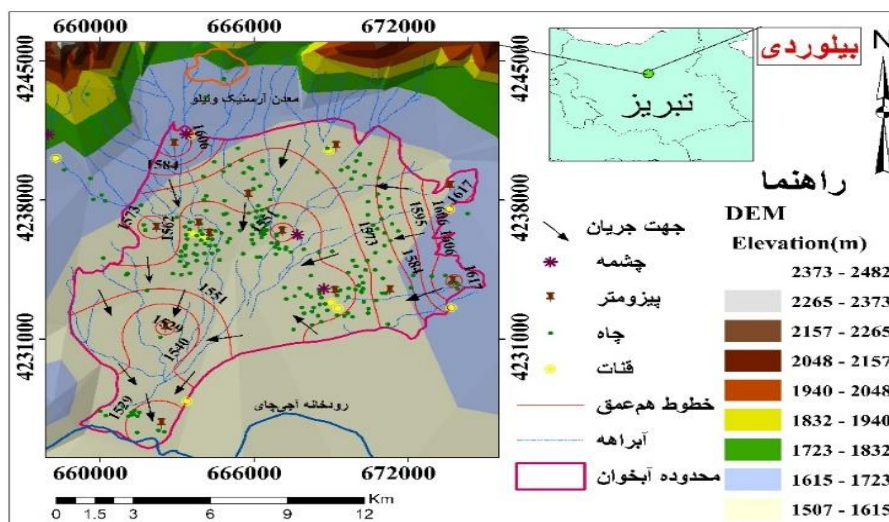 660000 666000 672000
4245000
4238000
4231000
4245000
4238000
4231000
660000 666000 672000
معدن آرسنیک ولیلو
1606
1584
1573
1562
1551
1529
1540
1529
1573
1595
1584
1606
1606
1617
1617
رودخانه آجی‌چای
0 1.5 3 6 9 12
Km
بیلوردی
تبریز
N
راهنما
جهت جریان
چشمه
پیزومتر
چاه
قنات
خطوط هم‌عمق
آبراهه
محدوده آبخوان
DEM
Elevation(m)
2373 - 2482
2265 - 2373
2157 - 2265
2048 - 2157
1940 - 2048
1832 - 1940
1723 - 1832
1615 - 1723
1507 - 1615